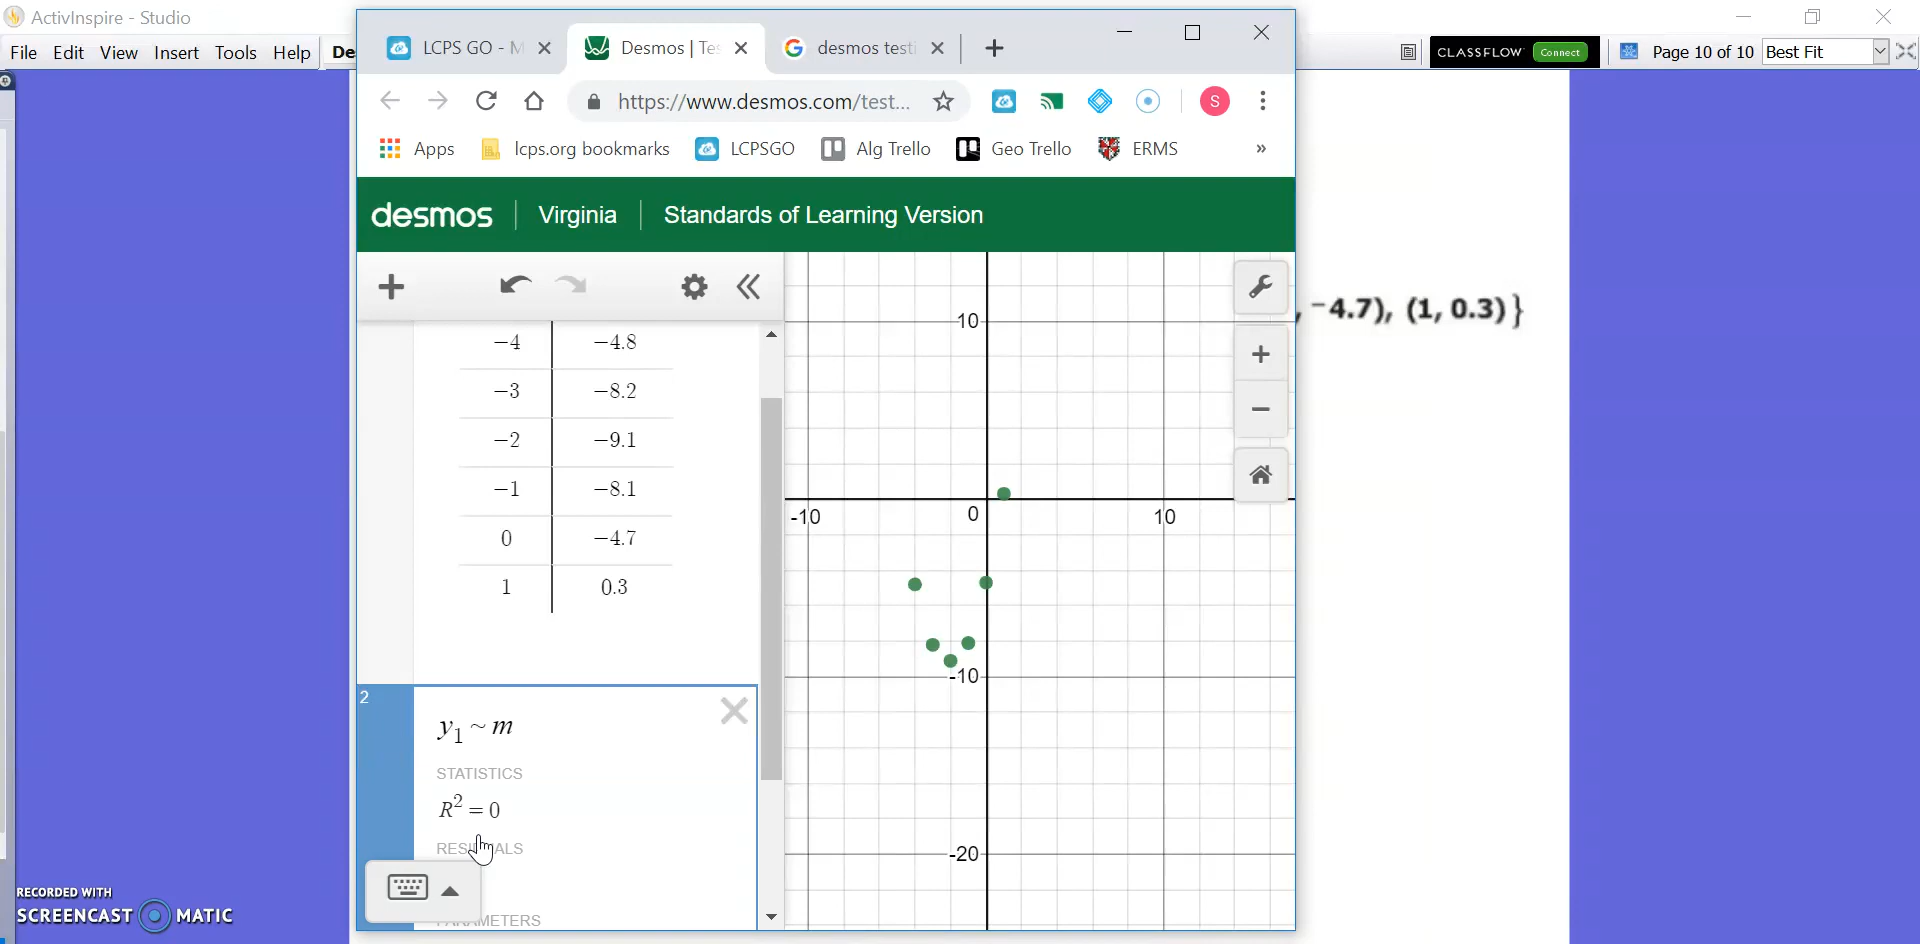 ActivInspire - Studio
File Edit View Insert Tools Help De
LCPS GO - M
Desmos | Tes
desmos testi
https://www.desmos.com/test...
S
Apps
lcps.org bookmarks
LCPSGO
Alg Trello
Geo Trello
ERMS
»
CLASSFLOW Connect
Page 10 of 10
Best Fit
desmos
Virginia
Standards of Learning Version
−4 −4.8
−3 −8.2
−2 −9.1
−1 −8.1
0 −4.7
1 0.3
2
y₁ ~ m
STATISTICS
R² = 0
PARAMETERS
10
-10 0 10
-10
-20
, ⁻4.7), (1, 0.3)}
RECORDED WITH
SCREENCAST MATIC